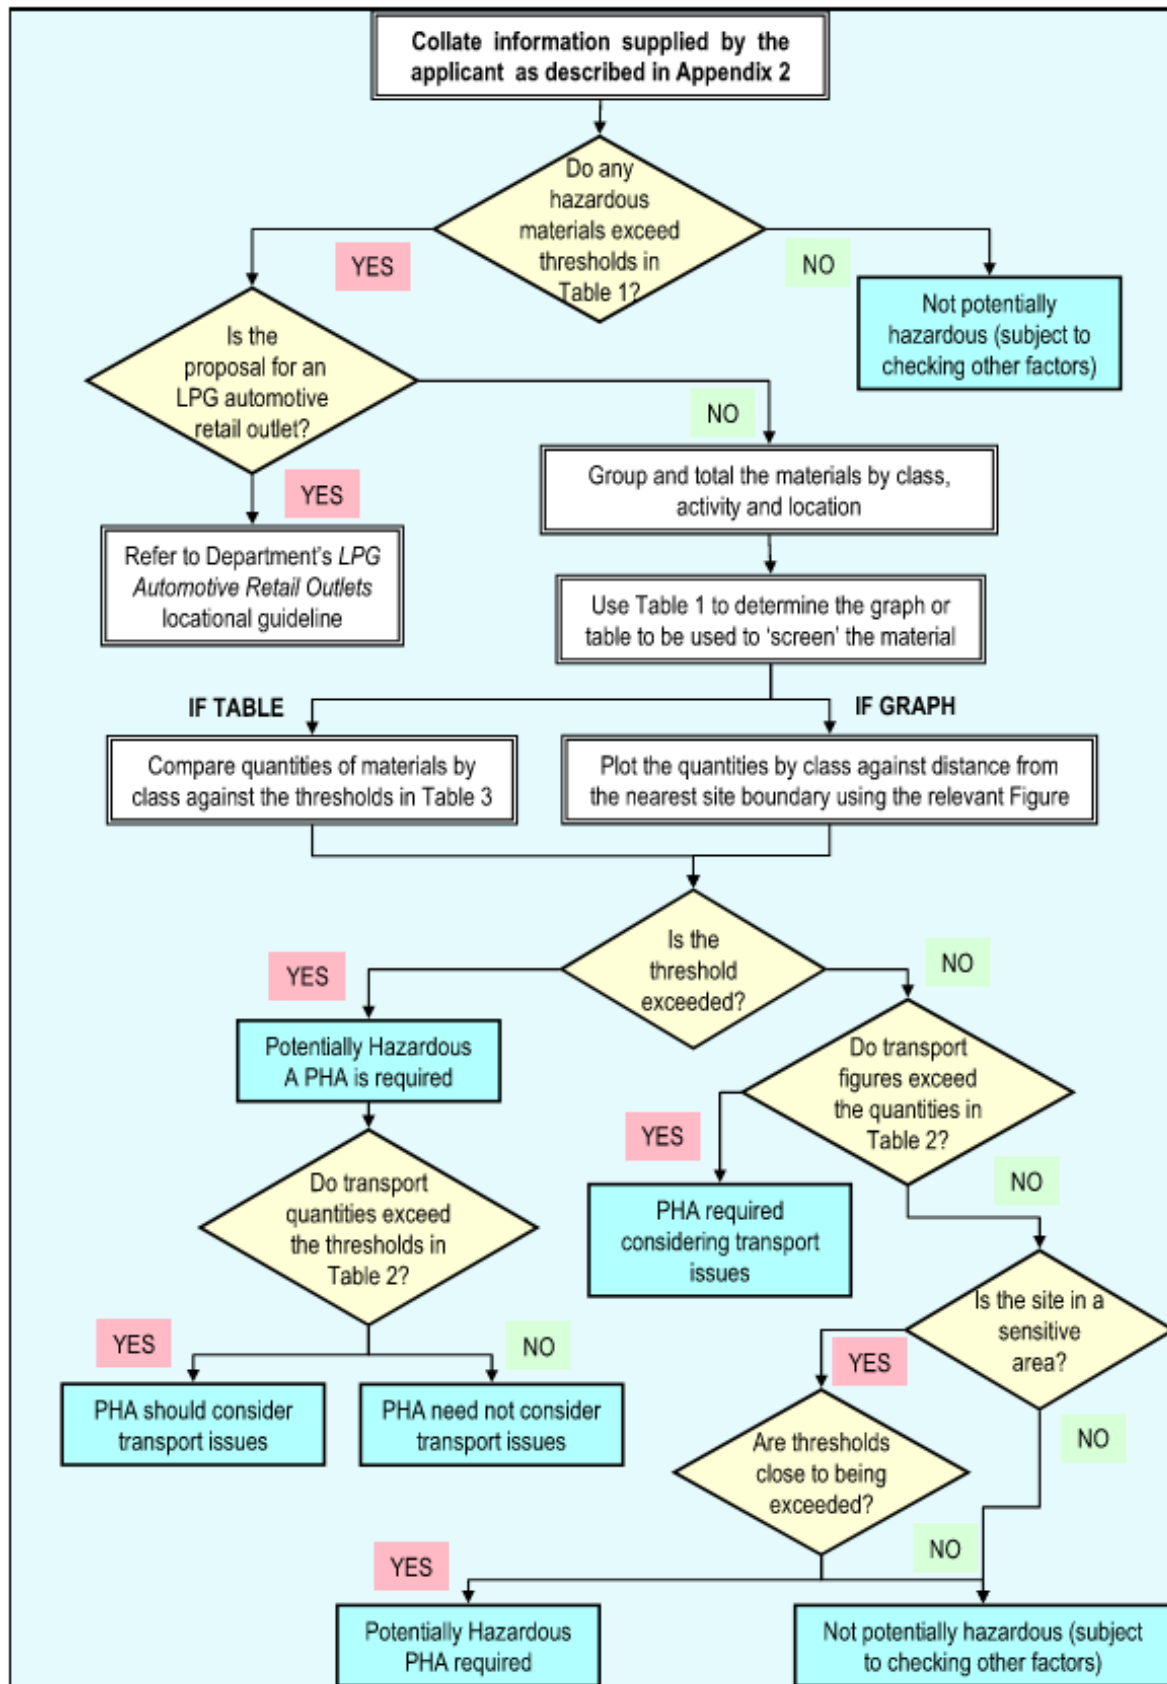 Collate information supplied by the
applicant as described in Appendix 2
Do any
hazardous
materials exceed
thresholds in
Table 1?
YES
NO
Is the
proposal for an
LPG automotive
retail outlet?
Not potentially
hazardous (subject to
checking other factors)
NO
YES
Group and total the materials by class,
activity and location
Refer to Department's LPG
Automotive Retail Outlets
locational guideline
Use Table 1 to determine the graph or
table to be used to 'screen' the material
IF TABLE
IF GRAPH
Compare quantities of materials by
class against the thresholds in Table 3
Plot the quantities by class against distance from
the nearest site boundary using the relevant Figure
Is the
threshold
exceeded?
YES
NO
Potentially Hazardous
A PHA is required
Do transport
figures exceed
the quantities in
Table 2?
YES
NO
Do transport
quantities exceed
the thresholds in
Table 2?
PHA required
considering transport
issues
Is the site in a
sensitive
area?
YES
NO
YES
PHA should consider
transport issues
PHA need not consider
transport issues
NO
Are thresholds
close to being
exceeded?
NO
YES
Potentially Hazardous
PHA required
Not potentially hazardous (subject
to checking other factors)